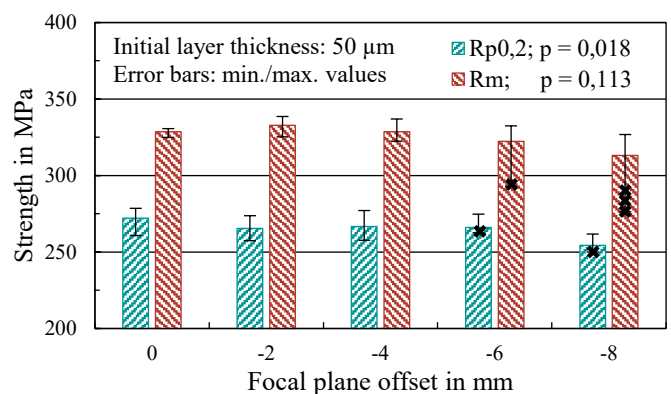 Initial layer thickness: 50 µm
Error bars: min./max. values
Rp0,2; p = 0,018
Rm; p = 0,113
Strength in MPa
400
350
300
250
200
0 -2 -4 -6 -8
Focal plane offset in mm